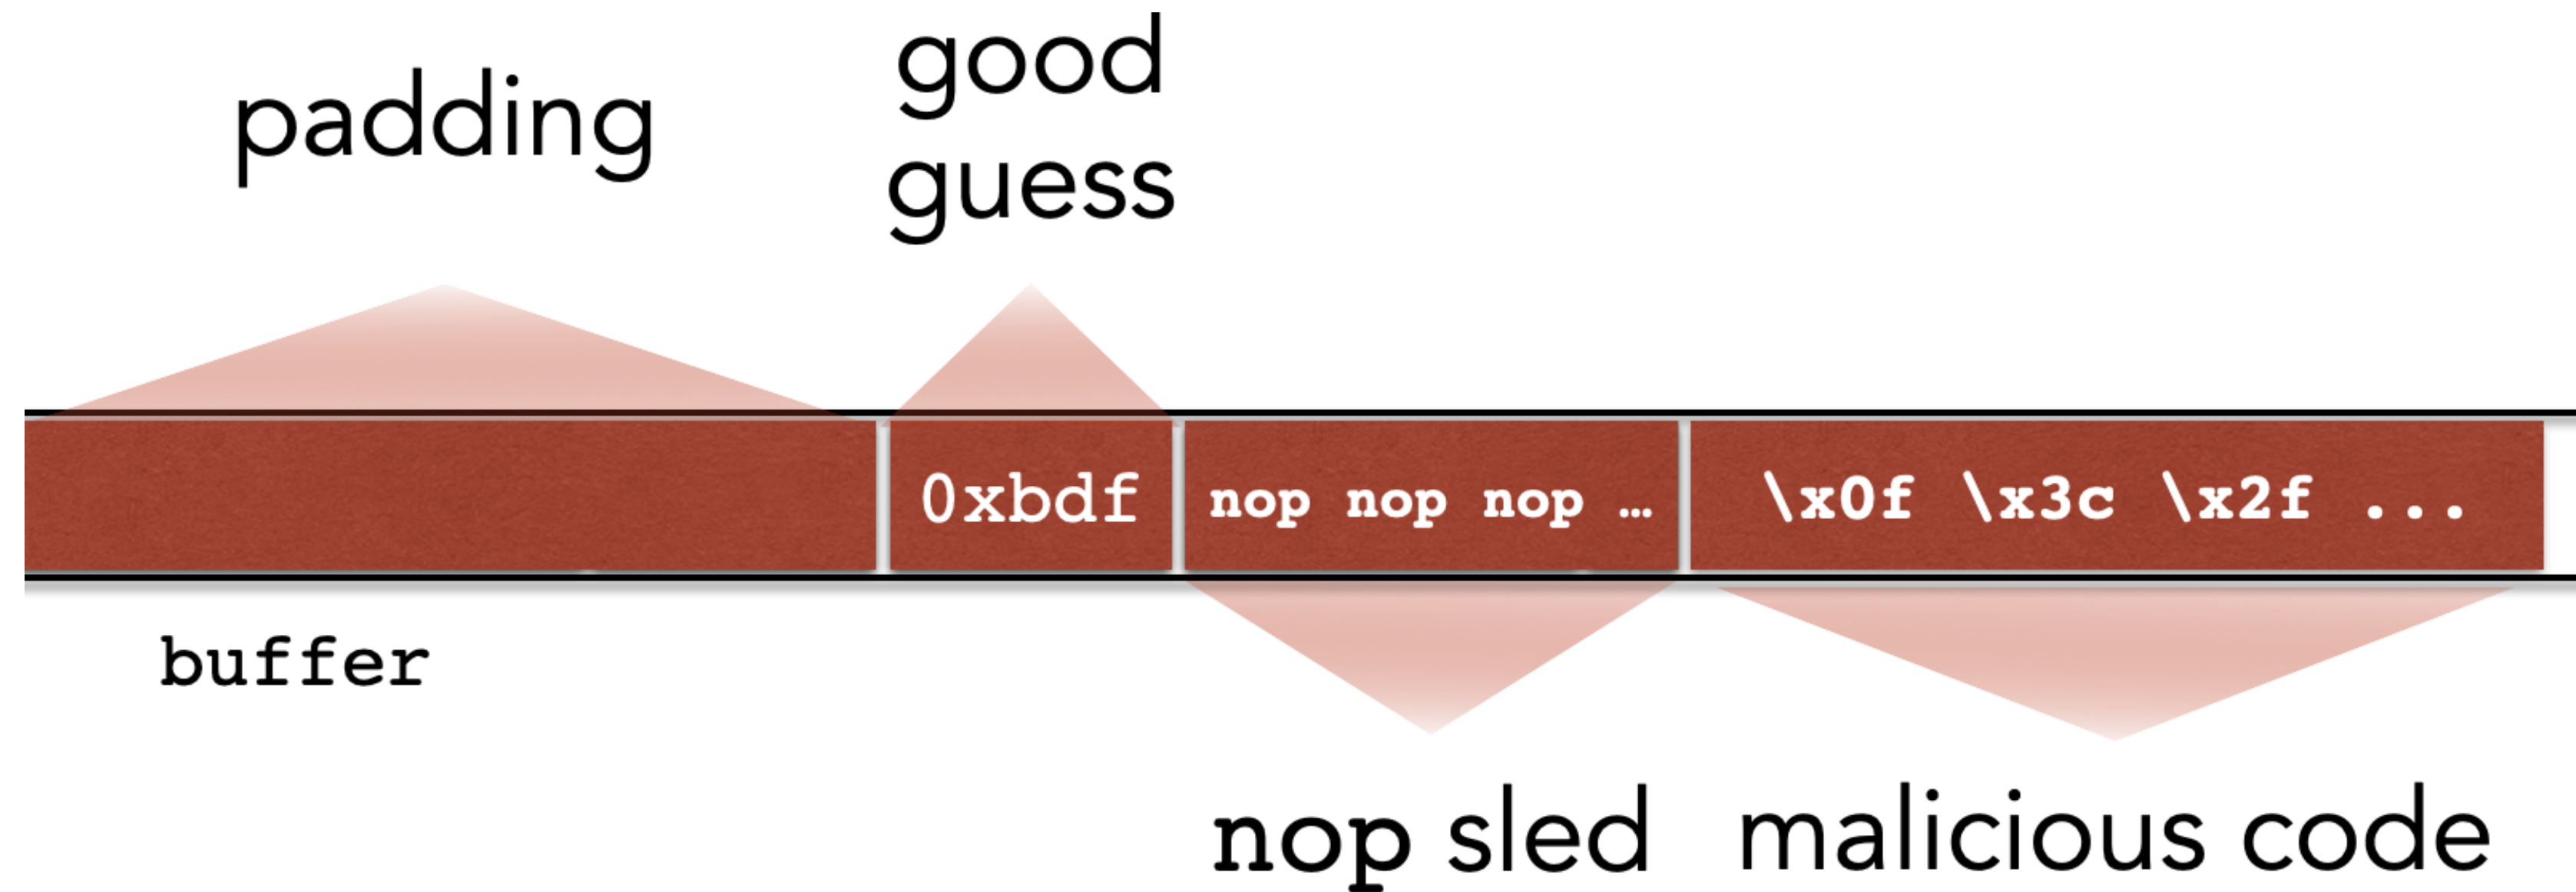 padding
good
guess
0xbdf
nop nop nop …
\x0f \x3c \x2f ...
buffer
nop sled
malicious code